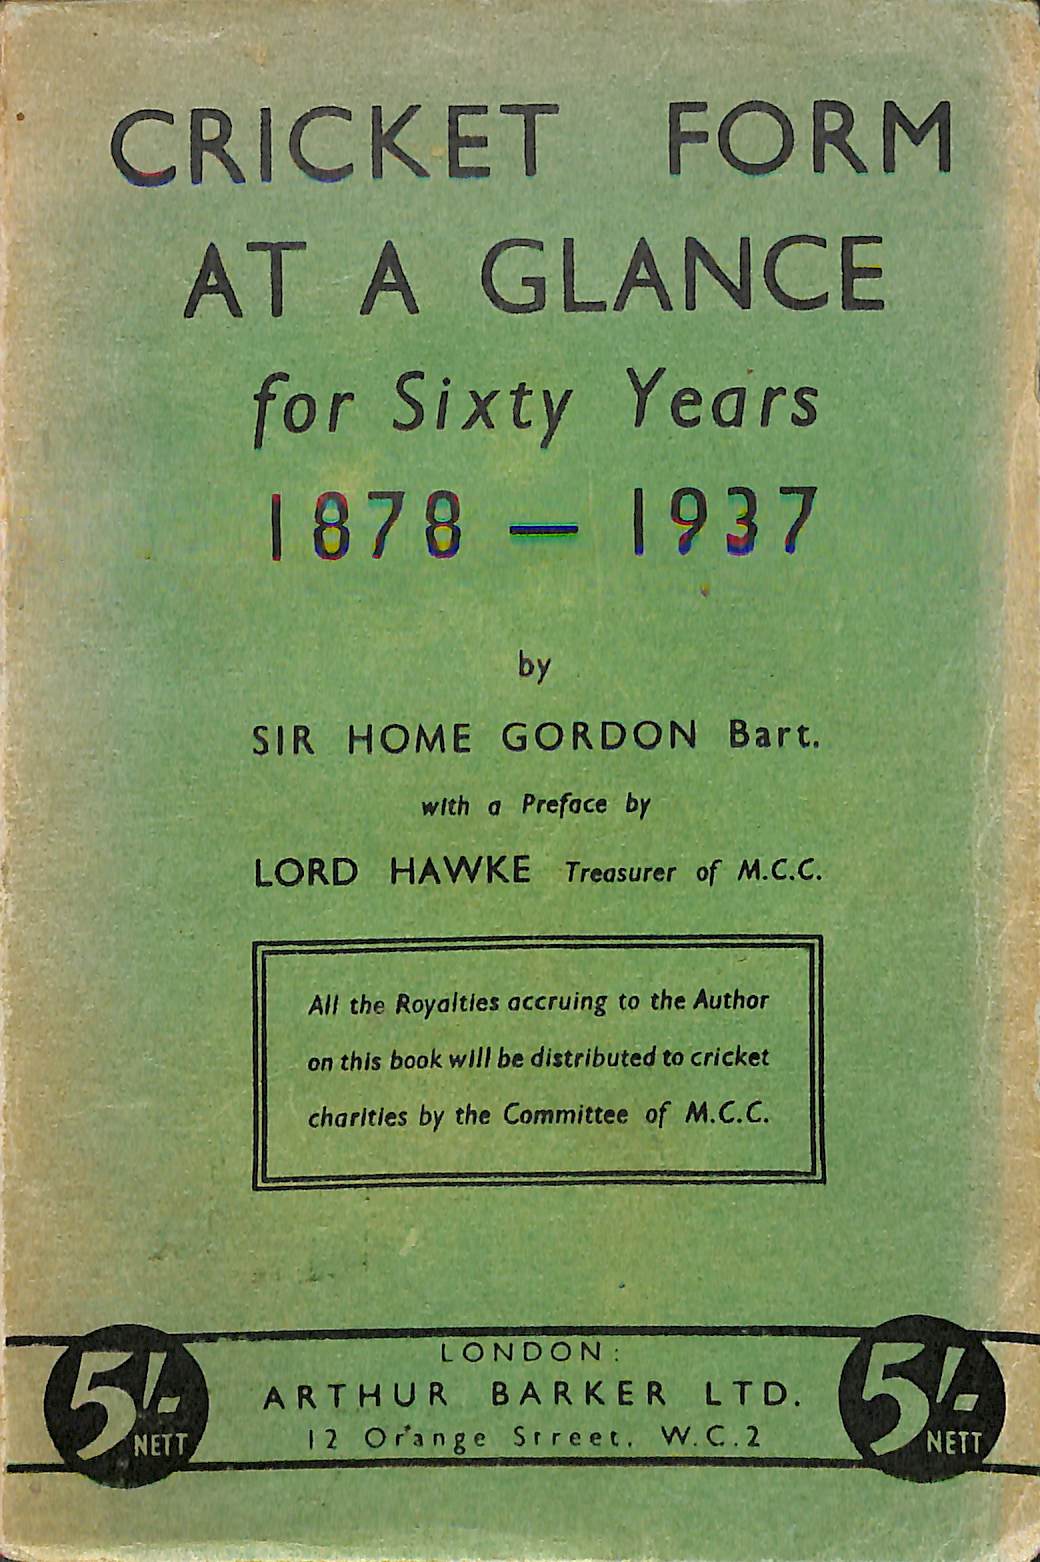 CRICKET FORM
AT A GLANCE
for Sixty Years
1878 — 1937
by
SIR HOME GORDON Bart.
with a Preface by
LORD HAWKE Treasurer of M.C.C.
All the Royalties accruing to the Author
on this book will be distributed to cricket
charities by the Committee of M.C.C.
5/- NETT
LONDON:
ARTHUR BARKER LTD.
12 Orange Street, W.C.2
5/- NETT